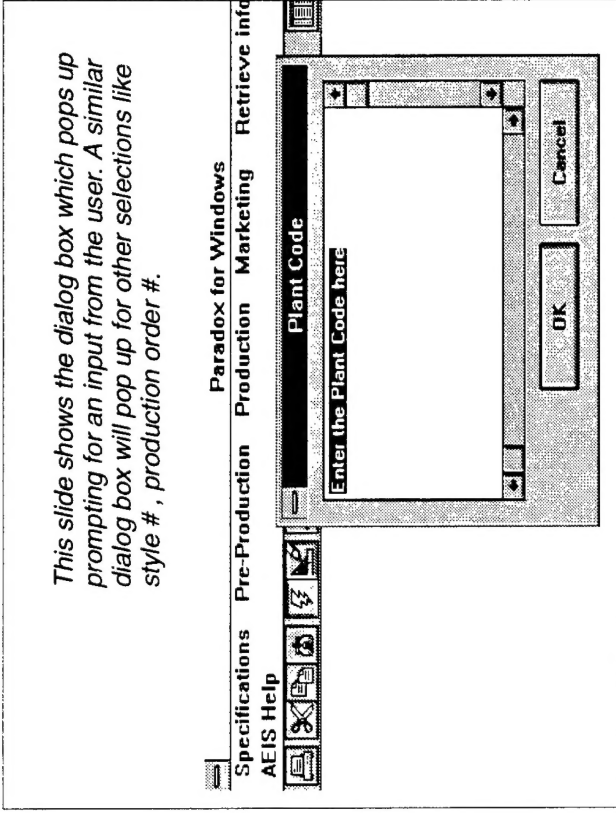 This slide shows the dialog box which pops up
prompting for an input from the user. A similar
dialog box will pop up for other selections like
style # , production order #.
Paradox for Windows
Specifications Pre-Production Production Marketing Retrieve info
AEIS Help
Plant Code
Enter the Plant Code here
OK Cancel